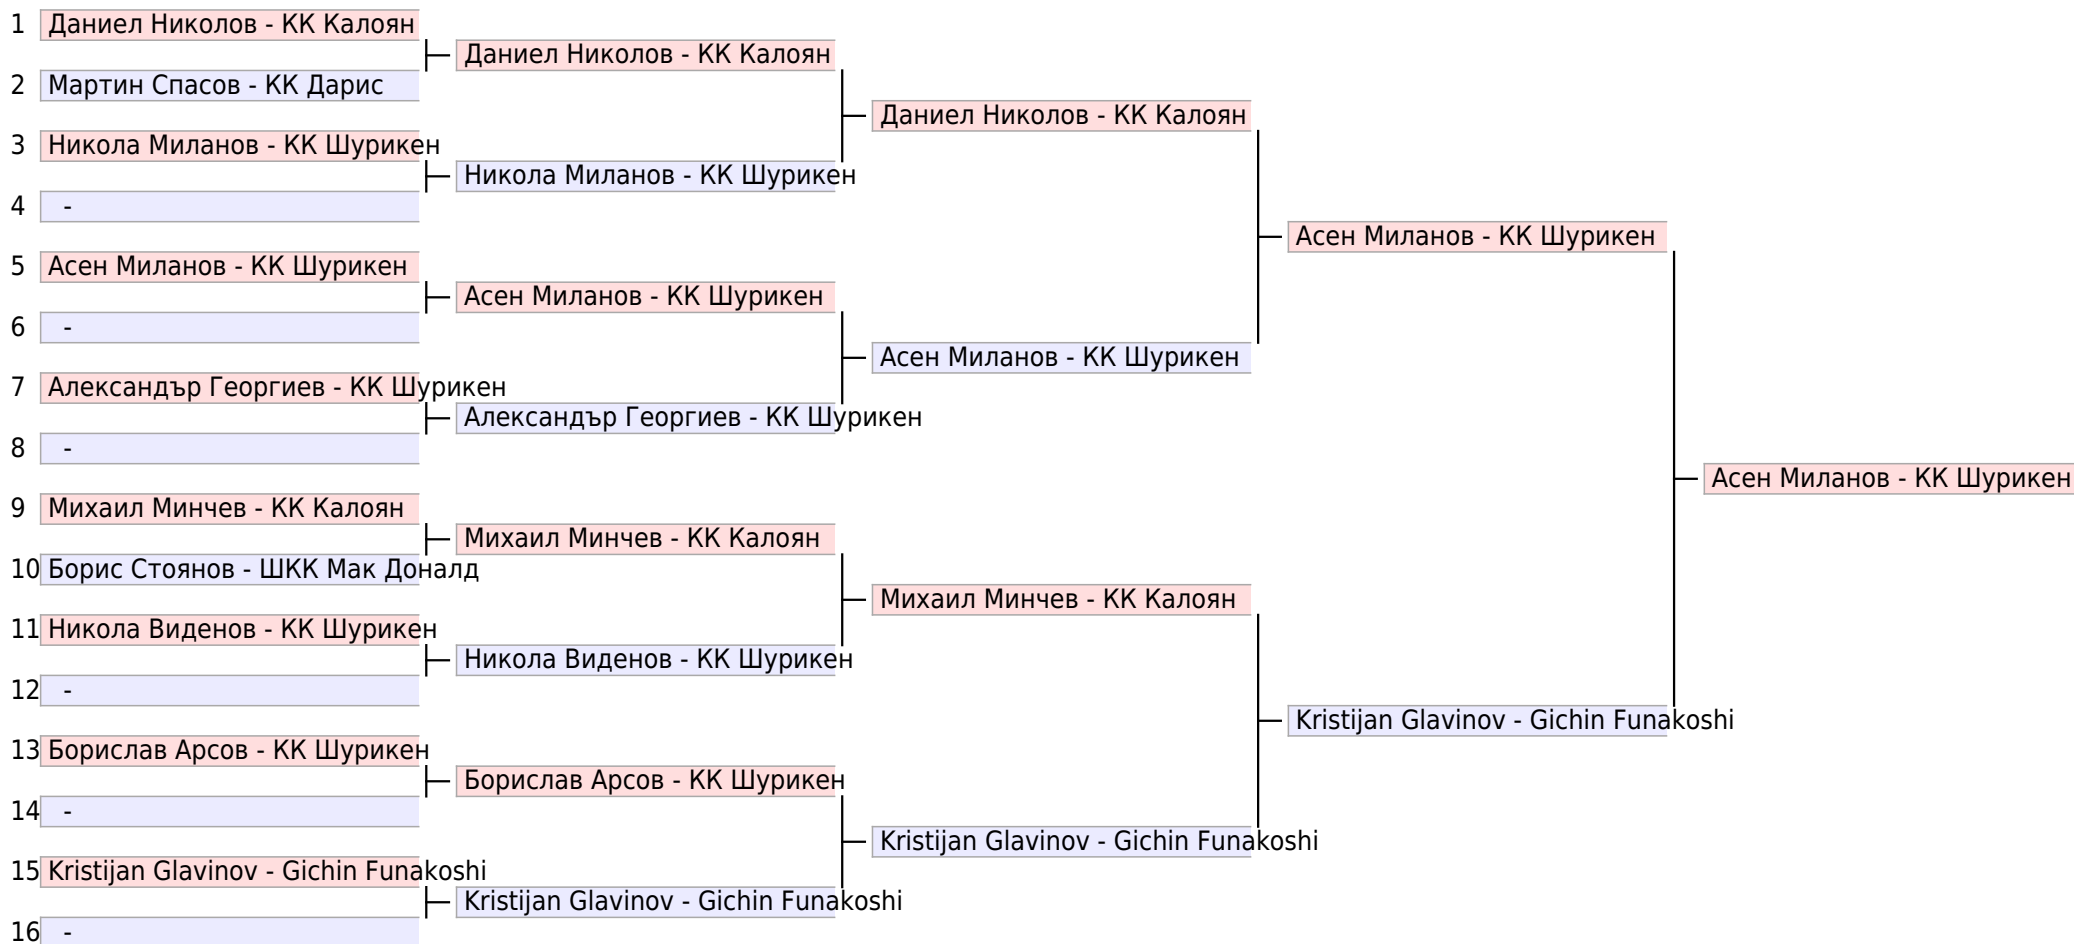 1 Даниел Николов - КК Калоян
Даниел Николов - КК Калоян
2 Мартин Спасов - КК Дарис
Даниел Николов - КК Калоян
3 Никола Миланов - КК Шурикен
Никола Миланов - КК Шурикен
4 -
Асен Миланов - КК Шурикен
5 Асен Миланов - КК Шурикен
Асен Миланов - КК Шурикен
6 -
Асен Миланов - КК Шурикен
7 Александър Георгиев - КК Шурикен
Александър Георгиев - КК Шурикен
8 -
Асен Миланов - КК Шурикен
9 Михаил Минчев - КК Калоян
Михаил Минчев - КК Калоян
10 Борис Стоянов - ШКК Мак Доналд
Михаил Минчев - КК Калоян
11 Никола Виденов - КК Шурикен
Никола Виденов - КК Шурикен
12 -
Kristijan Glavinov - Gichin Funakoshi
13 Борислав Арсов - КК Шурикен
Борислав Арсов - КК Шурикен
14 -
Kristijan Glavinov - Gichin Funakoshi
15 Kristijan Glavinov - Gichin Funakoshi
Kristijan Glavinov - Gichin Funakoshi
16 -